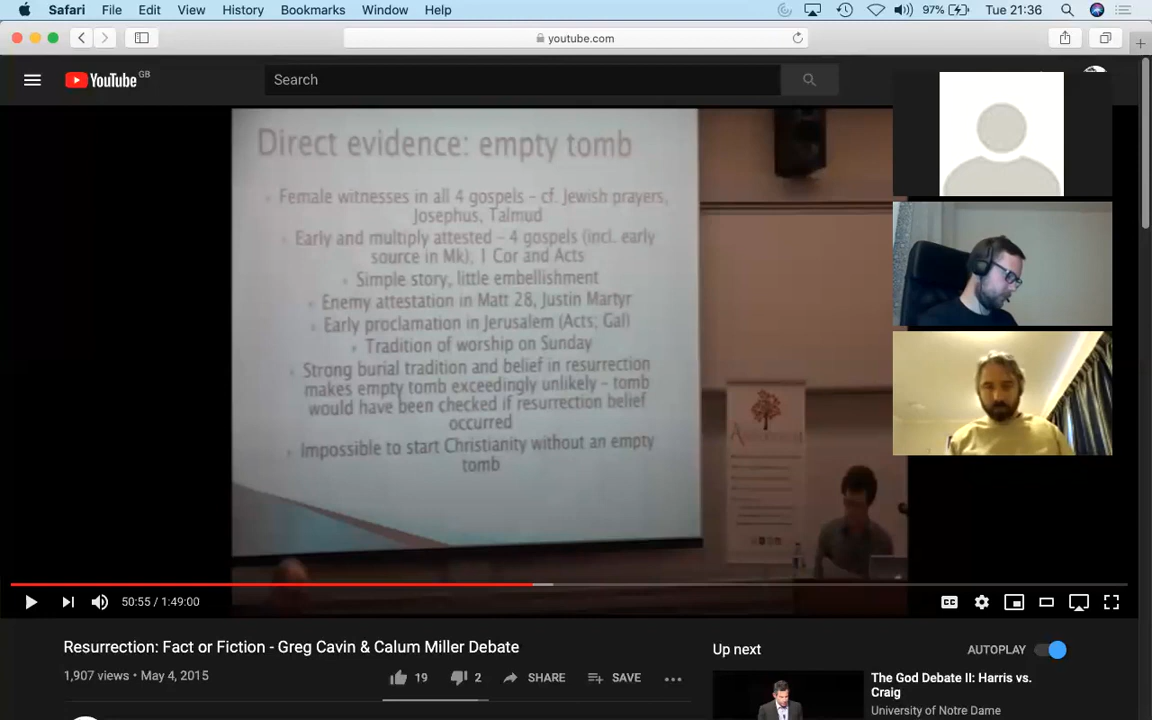 Safari File Edit View History Bookmarks Window Help 97% Tue 21:36
youtube.com
YouTube GB Search
Direct evidence: empty tomb
Female witnesses in all 4 gospels – cf. Jewish prayers,
Josephus, Talmud
Early and multiply attested – 4 gospels (incl. early
source in Mk), 1 Cor and Acts
Simple story, little embellishment
Enemy attestation in Matt 28, Justin Martyr
Early proclamation in Jerusalem (Acts; Gal)
Tradition of worship on Sunday
Strong burial tradition and belief in resurrection
makes empty tomb exceedingly unlikely – tomb
would have been checked if resurrection belief
occurred
Impossible to start Christianity without an empty
tomb
50:55 / 1:49:00 CC
Resurrection: Fact or Fiction - Greg Cavin & Calum Miller Debate
1,907 views • May 4, 2015
19 2 SHARE SAVE
Up next AUTOPLAY
The God Debate II: Harris vs.
Craig
University of Notre Dame